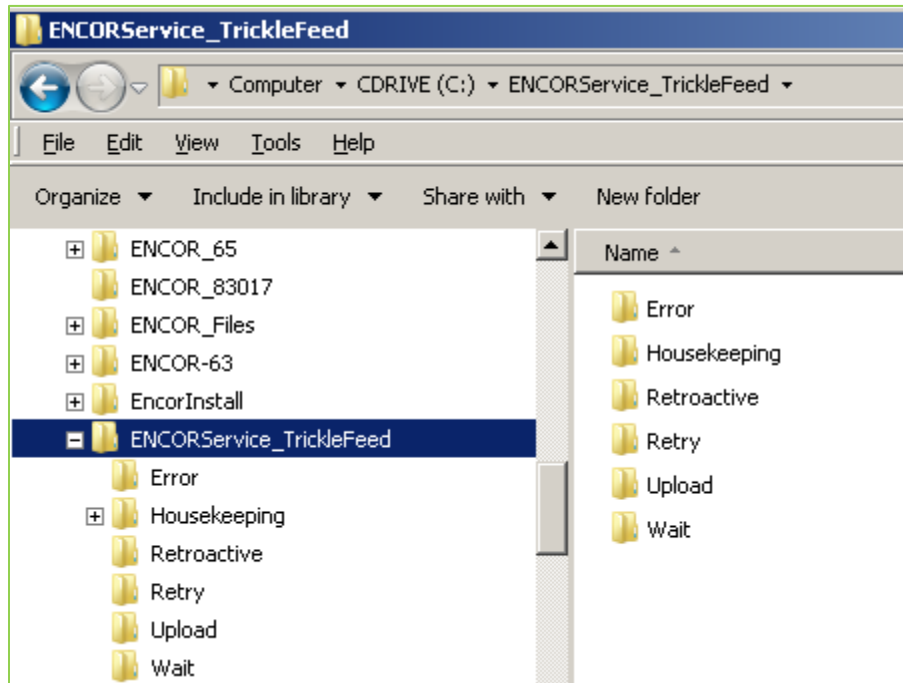 ENCORService_TrickleFeed
Computer CDRIVE (C:) ENCORService_TrickleFeed
File Edit View Tools Help
Organize Include in library Share with New folder
ENCOR_65
ENCOR_83017
ENCOR_Files
ENCOR-63
EncorInstall
ENCORService_TrickleFeed
Error
Housekeeping
Retroactive
Retry
Upload
Wait
Name
Error
Housekeeping
Retroactive
Retry
Upload
Wait